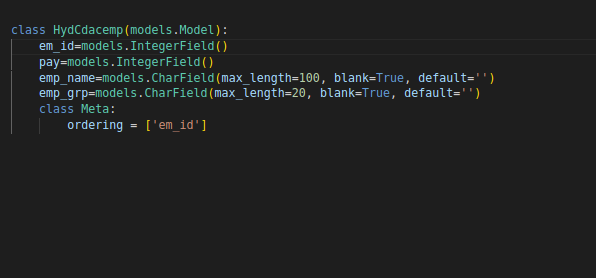 class HydCdacemp(models.Model):
    em_id=models.IntegerField()
    pay=models.IntegerField()
    emp_name=models.CharField(max_length=100, blank=True, default='')
    emp_grp=models.CharField(max_length=20, blank=True, default='')
    class Meta:
        ordering = ['em_id']